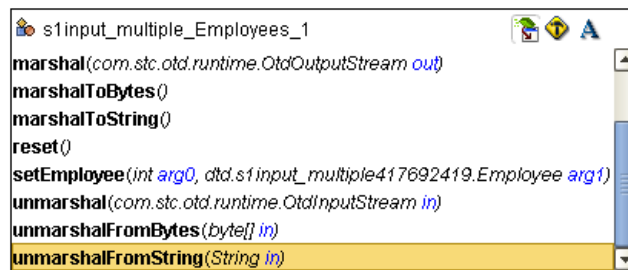 s1input_multiple_Employees_1
marshal(com.stc.otd.runtime.OtdOutputStream out)
marshalToBytes()
marshalToString()
reset()
setEmployee(int arg0, dtd.s1input_multiple417692419.Employee arg1)
unmarshal(com.stc.otd.runtime.OtdInputStream in)
unmarshalFromBytes(byte[] in)
unmarshalFromString(String in)